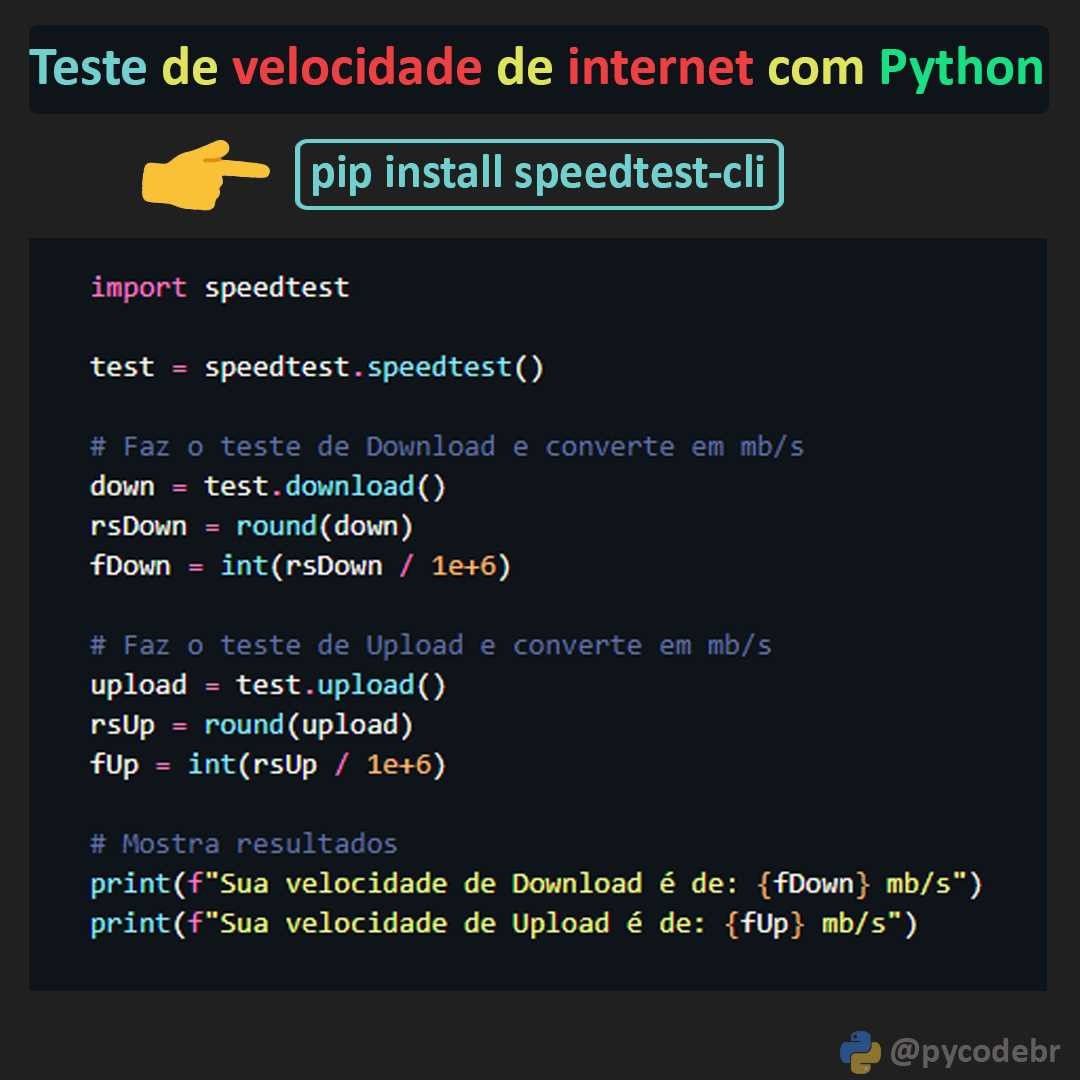 Teste de velocidade de internet com Python
pip install speedtest-cli
import speedtest
test = speedtest.speedtest()
# Faz o teste de Download e converte em mb/s
down = test.download()
rsDown = round(down)
fDown = int(rsDown / 1e+6)
# Faz o teste de Upload e converte em mb/s
upload = test.upload()
rsUp = round(upload)
fUp = int(rsUp / 1e+6)
# Mostra resultados
print(f"Sua velocidade de Download é de: {fDown} mb/s")
print(f"Sua velocidade de Upload é de: {fUp} mb/s")
@pycodebr